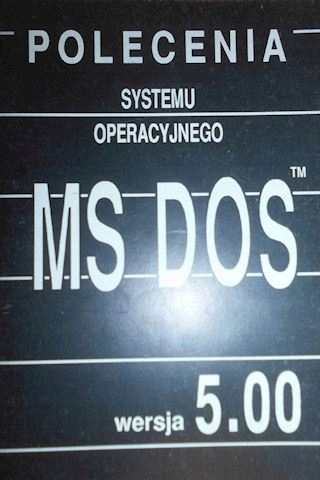 POLECENIA
SYSTEMU
OPERACYJNEGO
MS DOS™
wersja 5.00